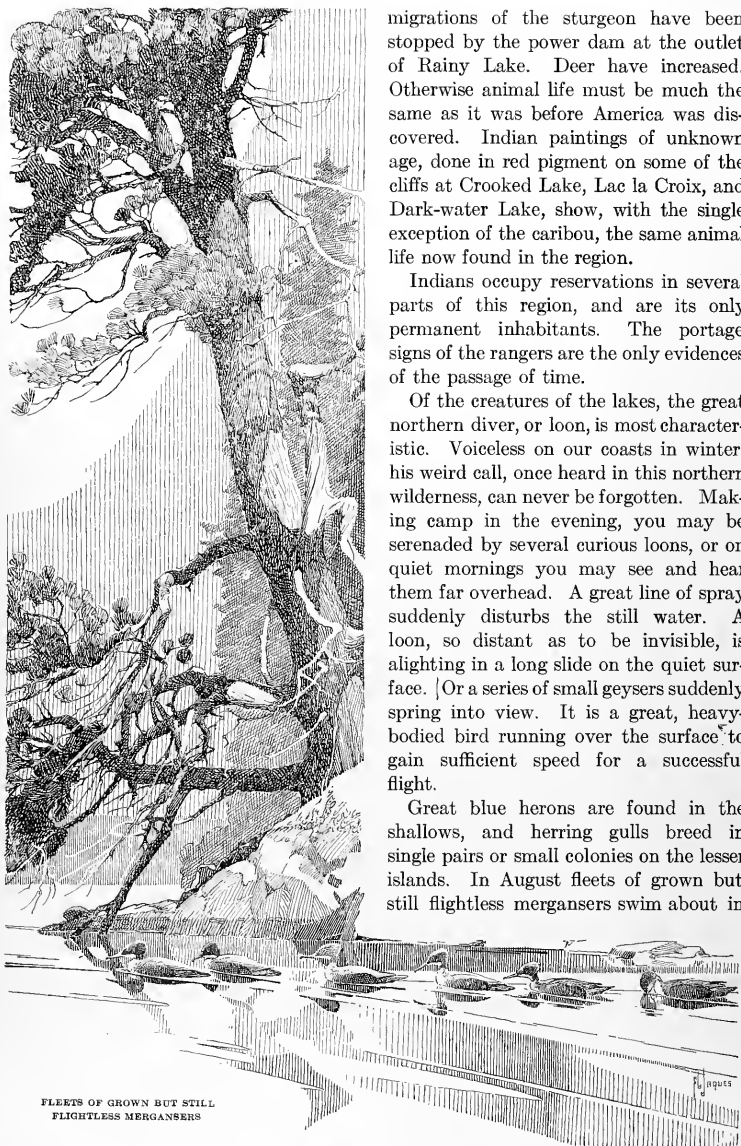 migrations of the sturgeon have been
stopped by the power dam at the outlet
of Rainy Lake. Deer have increased.
Otherwise animal life must be much the
same as it was before America was dis-
covered. Indian paintings of unknown
age, done in red pigment on some of the
cliffs at Crooked Lake, Lac la Croix, and
Dark-water Lake, show, with the single
exception of the caribou, the same animal
life now found in the region.
Indians occupy reservations in several
parts of this region, and are its only
permanent inhabitants. The portage
signs of the rangers are the only evidences
of the passage of time.
Of the creatures of the lakes, the great
northern diver, or loon, is most character-
istic. Voiceless on our coasts in winter
his weird call, once heard in this northern
wilderness, can never be forgotten. Mak-
ing camp in the evening, you may be
serenaded by several curious loons, or on
quiet mornings you may see and hear
them far overhead. A great line of spray
suddenly disturbs the still water. A
loon, so distant as to be invisible, is
alighting in a long slide on the quiet sur-
face. Or a series of small geysers suddenly
spring into view. It is a great, heavy-
bodied bird running over the surface to
gain sufficient speed for a successful
flight.
Great blue herons are found in the
shallows, and herring gulls breed in
single pairs or small colonies on the lesser
islands. In August fleets of grown but
still flightless mergansers swim about in
FL JAQUES
FLEETS OF GROWN BUT STILL
FLIGHTLESS MERGANSERS